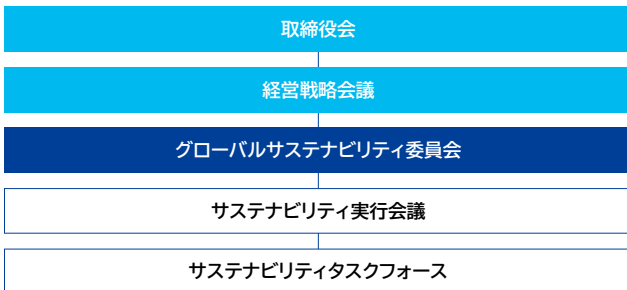 取締役会
経営戦略会議
グローバルサステナビリティ委員会
サステナビリティ実行会議
サステナビリティタスクフォース